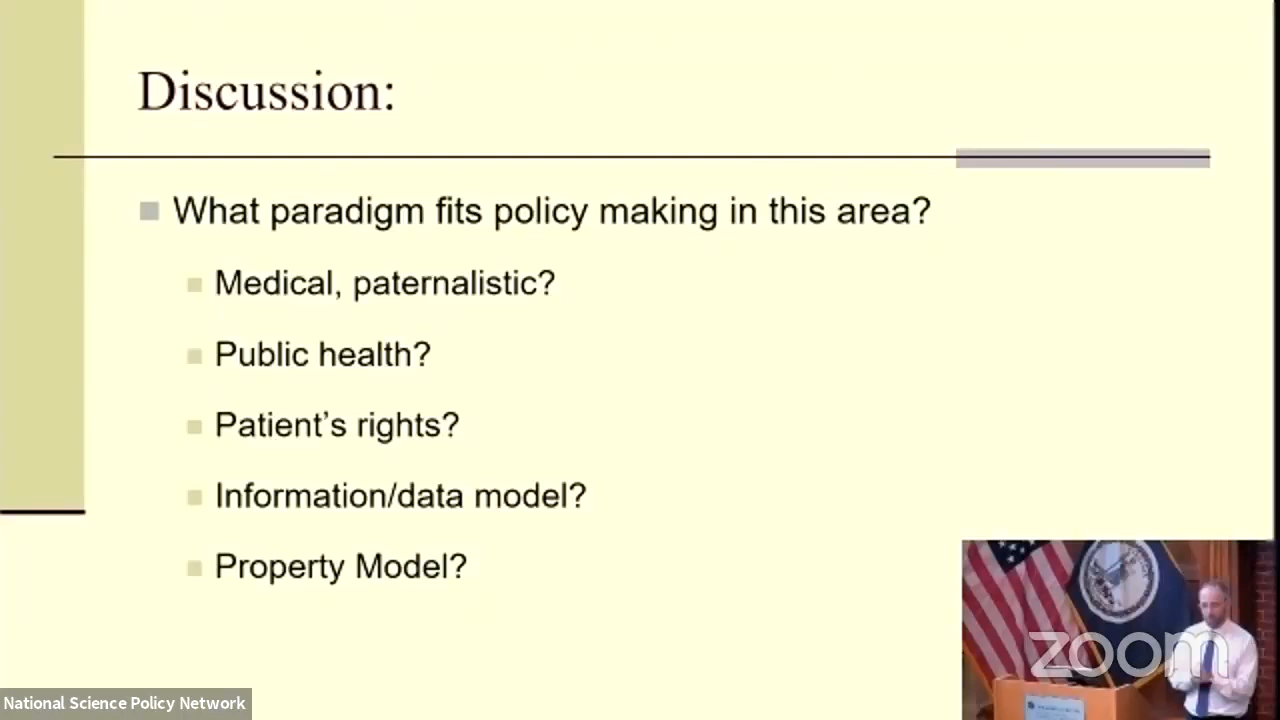 Discussion:
What paradigm fits policy making in this area?
Medical, paternalistic?
Public health?
Patient’s rights?
Information/data model?
Property Model?
zoom
National Science Policy Network